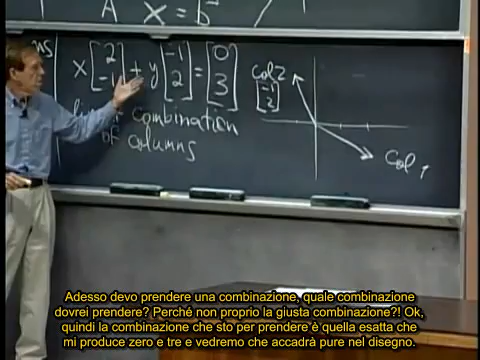 A x = b
ns
x [2 -1] + y [-1 2] = [0 3]
linear combination
of columns
Col 2
[-1 2]
Col 1
Adesso devo prendere una combinazione, quale combinazione
dovrei prendere? Perché non proprio la giusta combinazione?! Ok,
quindi la combinazione che sto per prendere è quella esatta che
mi produce zero e tre e vedremo che accadrà pure nel disegno.